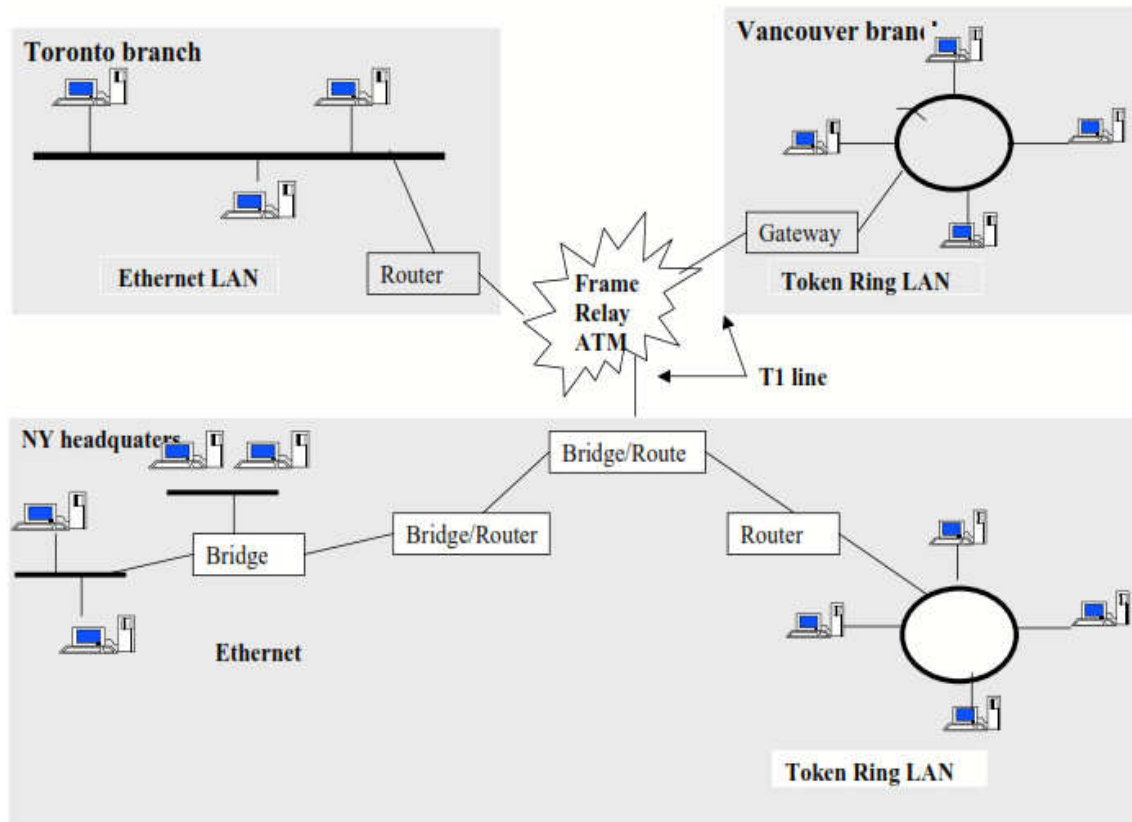 Toronto branch
Vancouver bran
Ethernet LAN
Router
Gateway
Token Ring LAN
Frame
Relay
ATM
T1 line
NY headquaters
Bridge/Route
Bridge/Router
Router
Bridge
Ethernet
Token Ring LAN